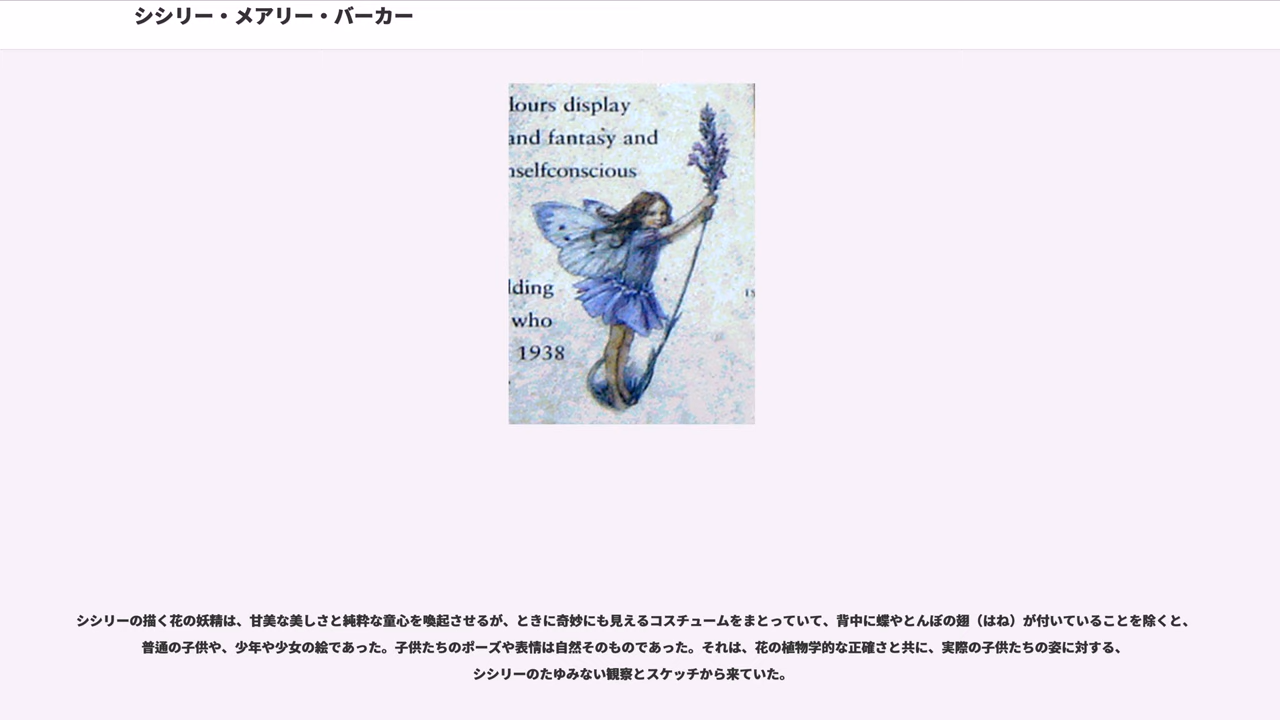 シシリー・メアリー・バーカー
lours display
and fantasy and
nselfconscious
lding
who
1938
シシリーの描く花の妖精は、甘美な美しさと純粋な童心を喚起させるが、ときに奇妙にも見えるコスチュームをまとっていて、背中に蝶やとんぼの翅（はね）が付いていることを除くと、
普通の子供や、少年や少女の絵であった。子供たちのポーズや表情は自然そのものであった。それは、花の植物学的な正確さと共に、実際の子供たちの姿に対する、
シシリーのたゆみない観察とスケッチから来ていた。